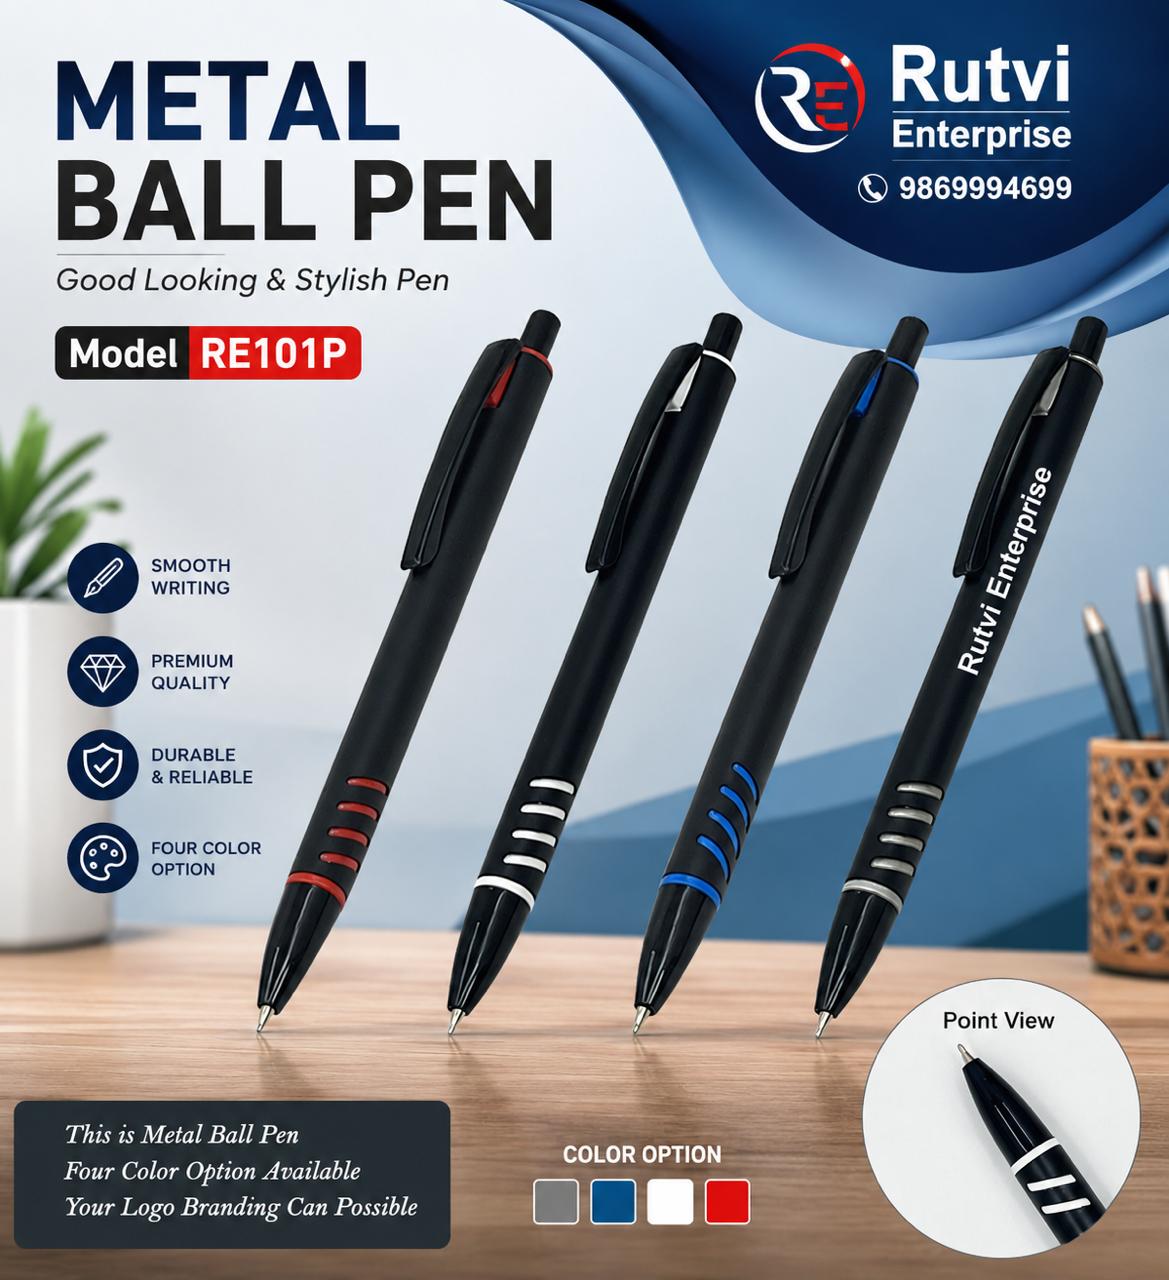 METAL
BALL PEN
Good Looking & Stylish Pen
Model RE101P
RE
Rutvi
Enterprise
9869994699
SMOOTH
WRITING
PREMIUM
QUALITY
DURABLE
& RELIABLE
FOUR COLOR
OPTION
Rutvi Enterprise
Point View
This is Metal Ball Pen
Four Color Option Available
Your Logo Branding Can Possible
COLOR OPTION